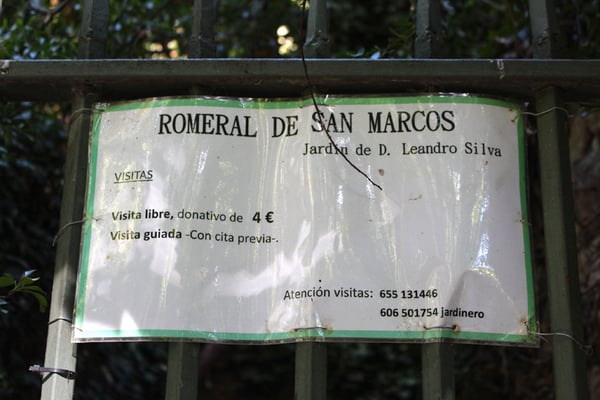 ROMERAL DE SAN MARCOS
Jardín de D. Leandro Silva
VISITAS
Visita libre, donativo de 4 €
Visita guiada -Con cita previa-.
Atención visitas: 655 131446
606 501754 jardinero